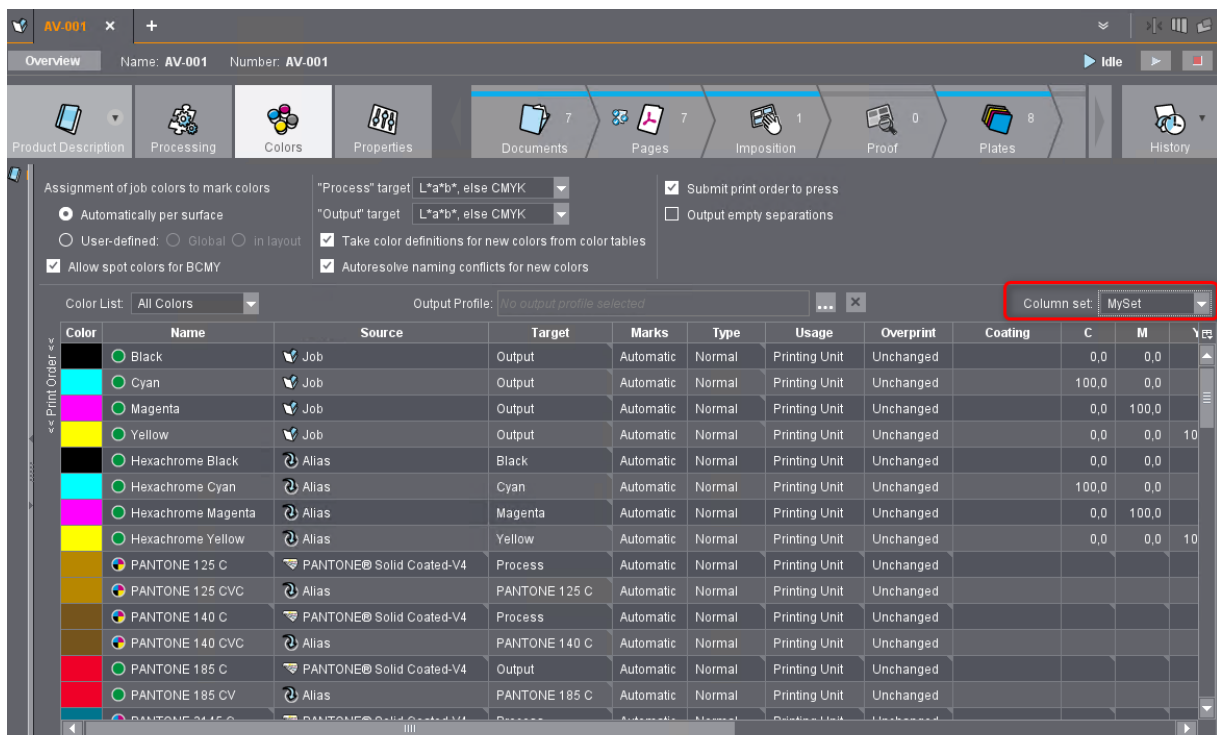 AV-001 × +
Overview Name: AV-001 Number: AV-001 Idle
Product Description Processing Colors Properties Documents 7 Pages 7 Imposition 1 Proof 0 Plates 8 History
Assignment of job colors to mark colors "Process" target L*a*b*, else CMYK Submit print order to press
Automatically per surface "Output" target L*a*b*, else CMYK Output empty separations
User-defined: Global in layout Take color definitions for new colors from color tables
Allow spot colors for BCMY Autoresolve naming conflicts for new colors
Color List: All Colors Output Profile: No output profile selected ... Column set: MySet
<< Print Order <<
Color Name Source Target Marks Type Usage Overprint Coating C M Y
Black Job Output Automatic Normal Printing Unit Unchanged 0,0 0,0
Cyan Job Output Automatic Normal Printing Unit Unchanged 100,0 0,0
Magenta Job Output Automatic Normal Printing Unit Unchanged 0,0 100,0
Yellow Job Output Automatic Normal Printing Unit Unchanged 0,0 0,0 10
Hexachrome Black Alias Black Automatic Normal Printing Unit Unchanged 0,0 0,0
Hexachrome Cyan Alias Cyan Automatic Normal Printing Unit Unchanged 100,0 0,0
Hexachrome Magenta Alias Magenta Automatic Normal Printing Unit Unchanged 0,0 100,0
Hexachrome Yellow Alias Yellow Automatic Normal Printing Unit Unchanged 0,0 0,0 10
PANTONE 125 C PANTONE® Solid Coated-V4 Process Automatic Normal Printing Unit Unchanged
PANTONE 125 CVC Alias PANTONE 125 C Automatic Normal Printing Unit Unchanged
PANTONE 140 C PANTONE® Solid Coated-V4 Process Automatic Normal Printing Unit Unchanged
PANTONE 140 CVC Alias PANTONE 140 C Automatic Normal Printing Unit Unchanged
PANTONE 185 C PANTONE® Solid Coated-V4 Output Automatic Normal Printing Unit Unchanged
PANTONE 185 CV Alias PANTONE 185 C Automatic Normal Printing Unit Unchanged